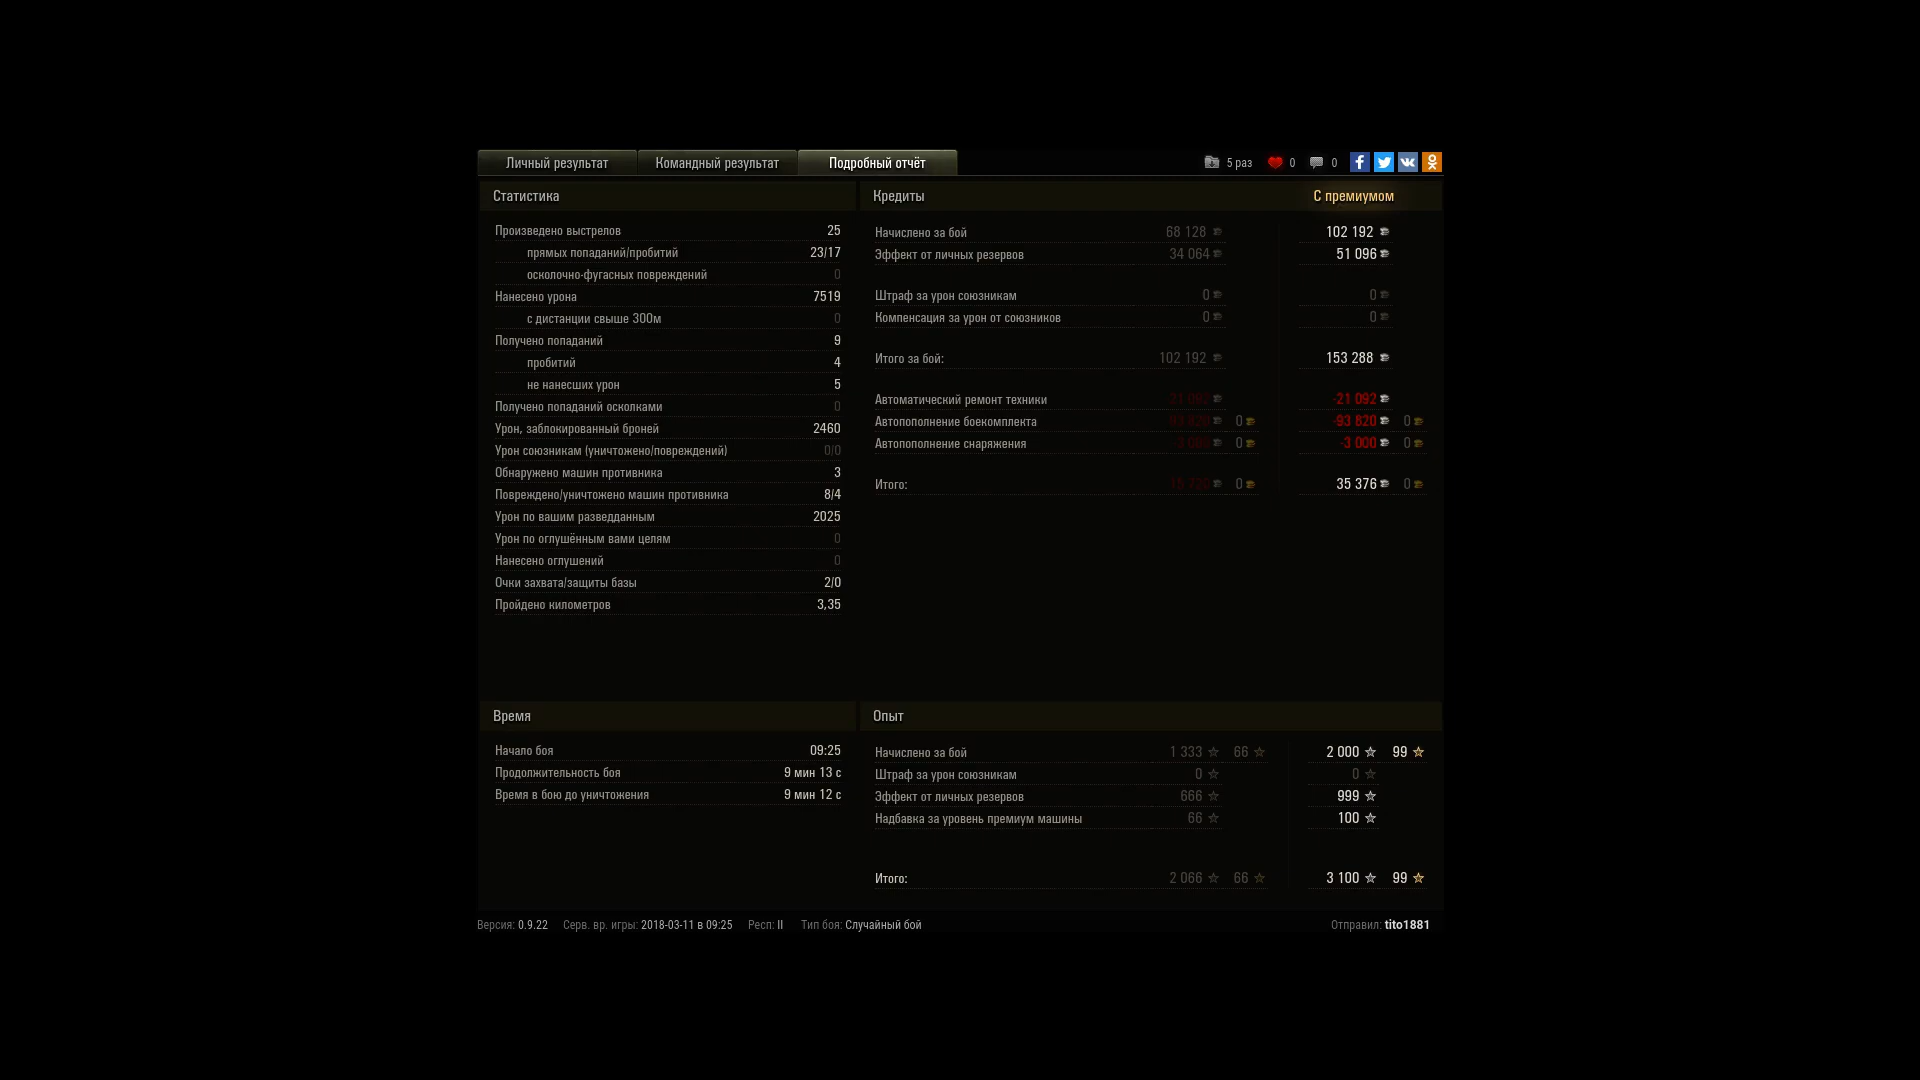 Личный результат Командный результат Подробный отчёт 5 раз 0 0
Статистика
Произведено выстрелов 25
прямых попаданий/пробитий 23/17
осколочно-фугасных повреждений 0
Нанесено урона 7519
с дистанции свыше 300м 0
Получено попаданий 9
пробитий 4
не нанесших урон 5
Получено попаданий осколками 0
Урон, заблокированный броней 2460
Урон союзникам (уничтожено/повреждений) 0/0
Обнаружено машин противника 3
Повреждено/уничтожено машин противника 8/4
Урон по вашим разведданным 2025
Урон по оглушённым вами целям 0
Нанесено оглушений 0
Очки захвата/защиты базы 2/0
Пройдено километров 3,35
Кредиты С премиумом
Начислено за бой 68 128 102 192
Эффект от личных резервов 34 064 51 096
Штраф за урон союзникам 0 0
Компенсация за урон от союзников 0 0
Итого за бой: 102 192 153 288
Автоматический ремонт техники -21 092 -21 092
Автопополнение боекомплекта -93 820 0 -93 820 0
Автопополнение снаряжения -3 000 0 -3 000 0
Итого: 0 35 376 0
Время
Начало боя 09:25
Продолжительность боя 9 мин 13 с
Время в бою до уничтожения 9 мин 12 с
Опыт
Начислено за бой 1 333 66 2 000 99
Штраф за урон союзникам 0 0
Эффект от личных резервов 666 999
Надбавка за уровень премиум машины 66 100
Итого: 2 066 66 3 100 99
Версия: 0.9.22 Серв. вр. игры: 2018-03-11 в 09:25 Респ: II Тип боя: Случайный бой Отправил: tito1881